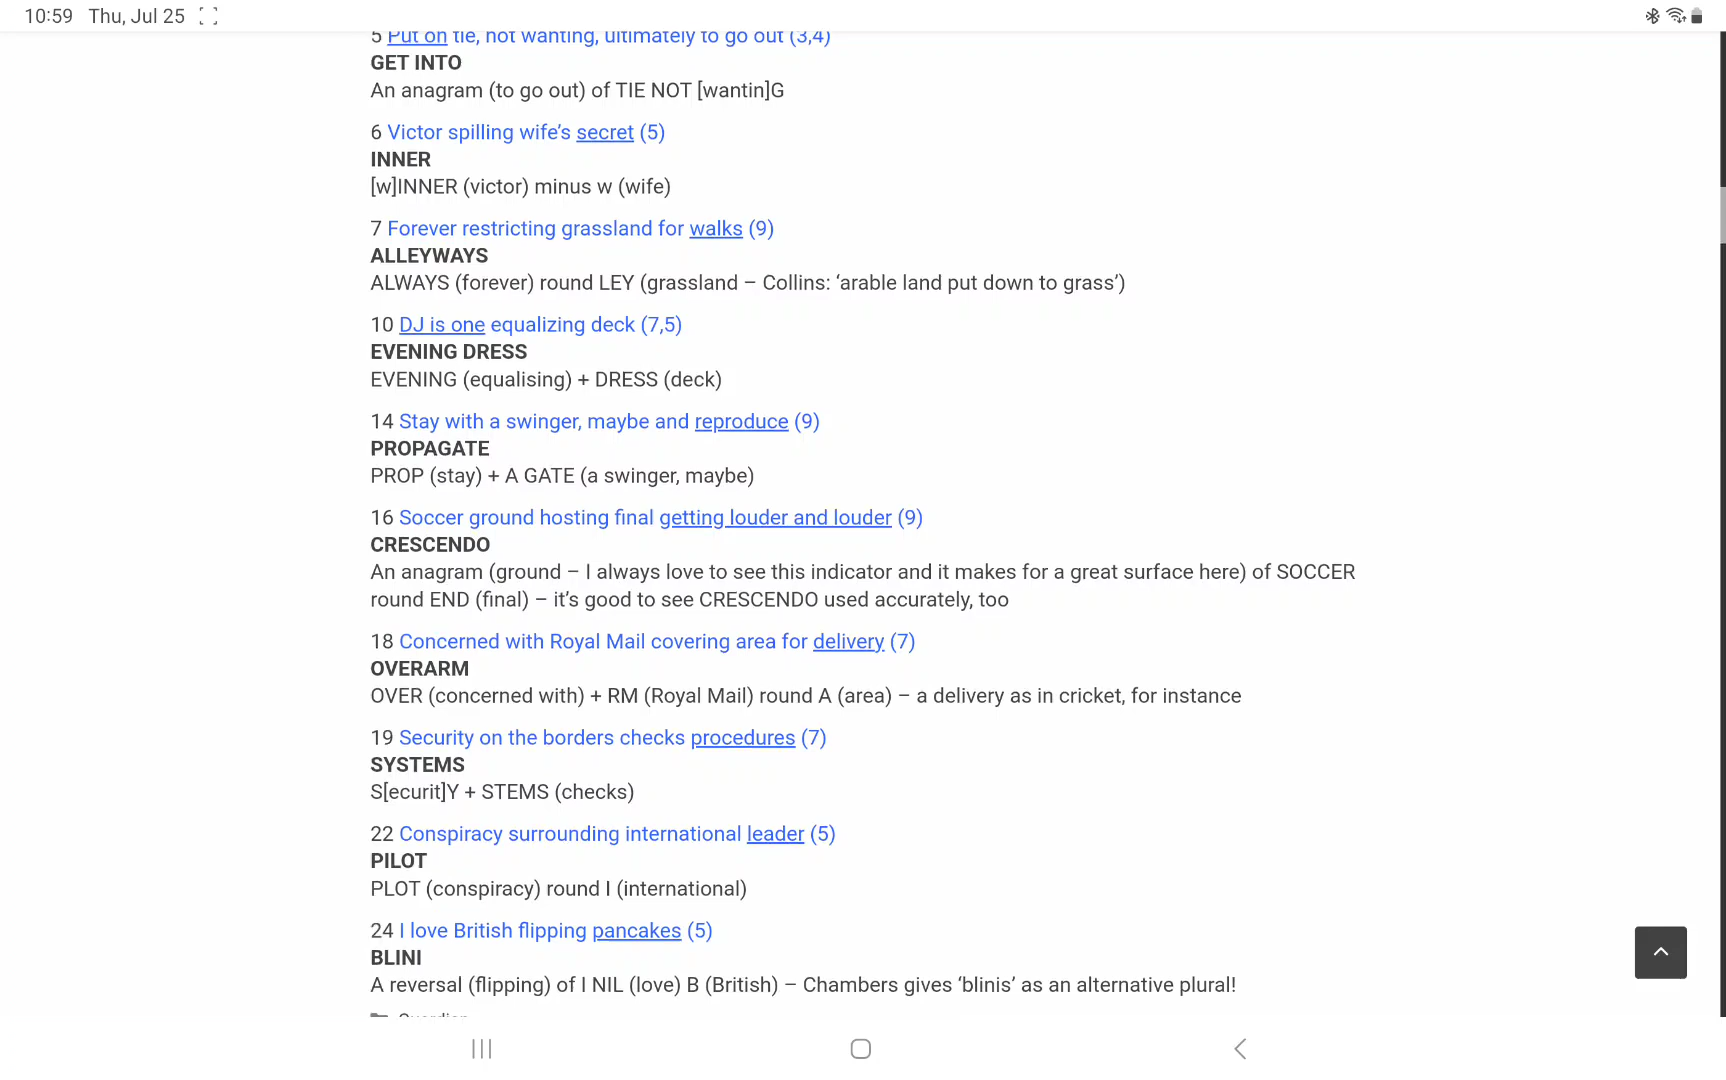 10:59 Thu, Jul 25
5 Put on tie, not wanting, ultimately to go out (3,4)
GET INTO
An anagram (to go out) of TIE NOT [wantin]G
6 Victor spilling wife’s secret (5)
INNER
[w]INNER (victor) minus w (wife)
7 Forever restricting grassland for walks (9)
ALLEYWAYS
ALWAYS (forever) round LEY (grassland – Collins: ‘arable land put down to grass’)
10 DJ is one equalizing deck (7,5)
EVENING DRESS
EVENING (equalising) + DRESS (deck)
14 Stay with a swinger, maybe and reproduce (9)
PROPAGATE
PROP (stay) + A GATE (a swinger, maybe)
16 Soccer ground hosting final getting louder and louder (9)
CRESCENDO
An anagram (ground – I always love to see this indicator and it makes for a great surface here) of SOCCER
round END (final) – it’s good to see CRESCENDO used accurately, too
18 Concerned with Royal Mail covering area for delivery (7)
OVERARM
OVER (concerned with) + RM (Royal Mail) round A (area) – a delivery as in cricket, for instance
19 Security on the borders checks procedures (7)
SYSTEMS
S[ecurit]Y + STEMS (checks)
22 Conspiracy surrounding international leader (5)
PILOT
PLOT (conspiracy) round I (international)
24 I love British flipping pancakes (5)
BLINI
A reversal (flipping) of I NIL (love) B (British) – Chambers gives ‘blinis’ as an alternative plural!